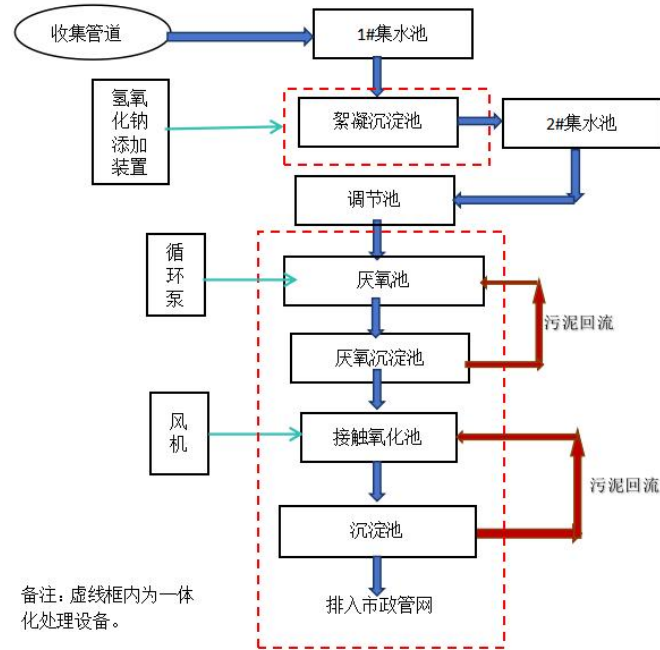 收集管道
1#集水池
氢氧
化钠
添加
装置
絮凝沉淀池
2#集水池
调节池
循
环
泵
厌氧池
污泥回流
厌氧沉淀池
风
机
接触氧化池
污泥回流
沉淀池
备注：虚线框内为一体
化处理设备。
排入市政管网